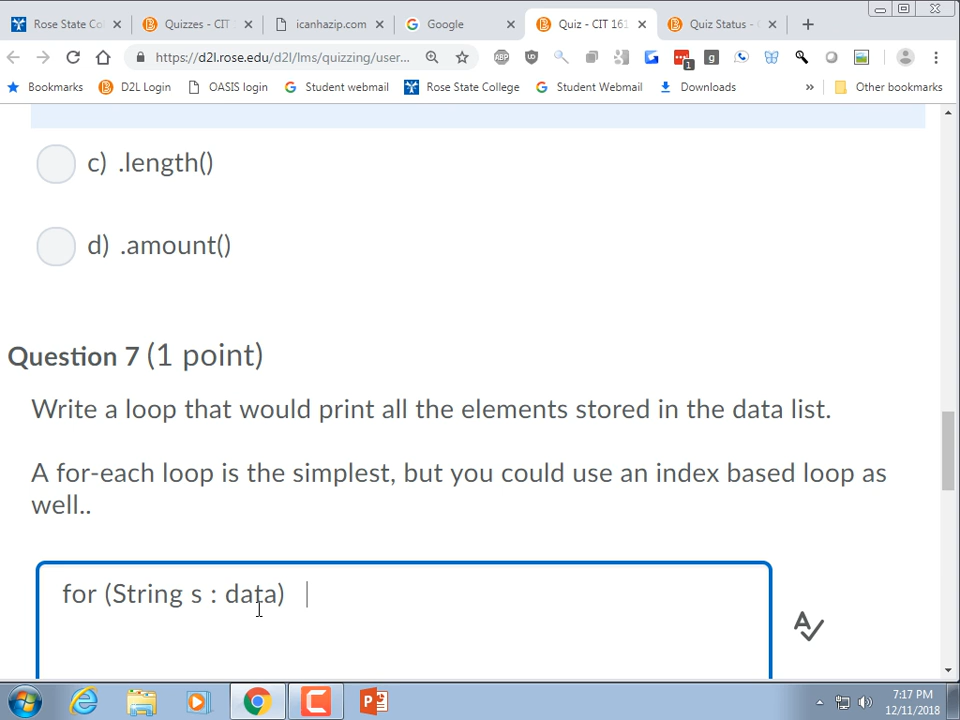 Rose State Co
Quizzes - CIT
icanhazip.com
Google
Quiz - CIT 161
Quiz Status -
https://d2l.rose.edu/d2l/lms/quizzing/user...
ABP
1
g
Bookmarks
D2L Login
OASIS login
Student webmail
Rose State College
Student Webmail
Downloads
»
Other bookmarks
c) .length()
d) .amount()
Question 7 (1 point)
Write a loop that would print all the elements stored in the data list.
A for-each loop is the simplest, but you could use an index based loop as
well..
for (String s : data)
7:17 PM
12/11/2018